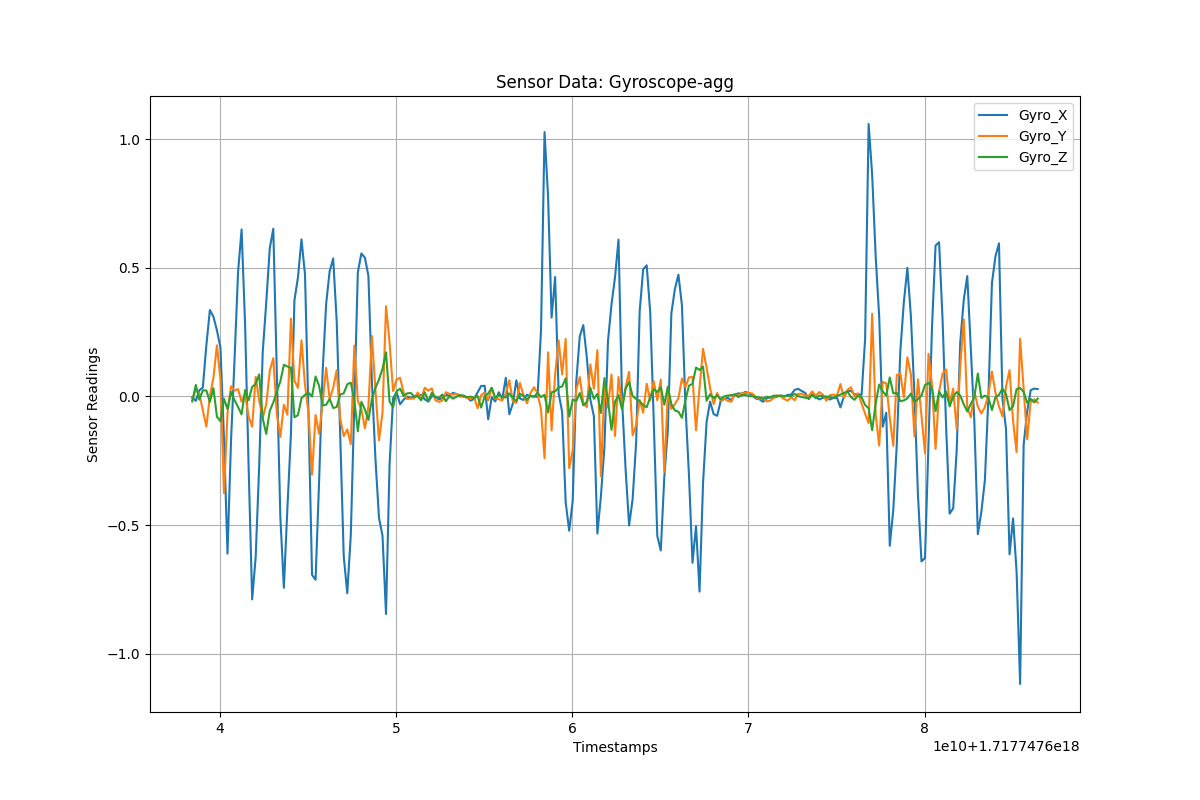 Sensor Data: Gyroscope-agg
Gyro_X
Gyro_Y
Gyro_Z
1.0
0.5
0.0
−0.5
−1.0
Sensor Readings
4 5 6 7 8
Timestamps
1e10+1.7177476e18